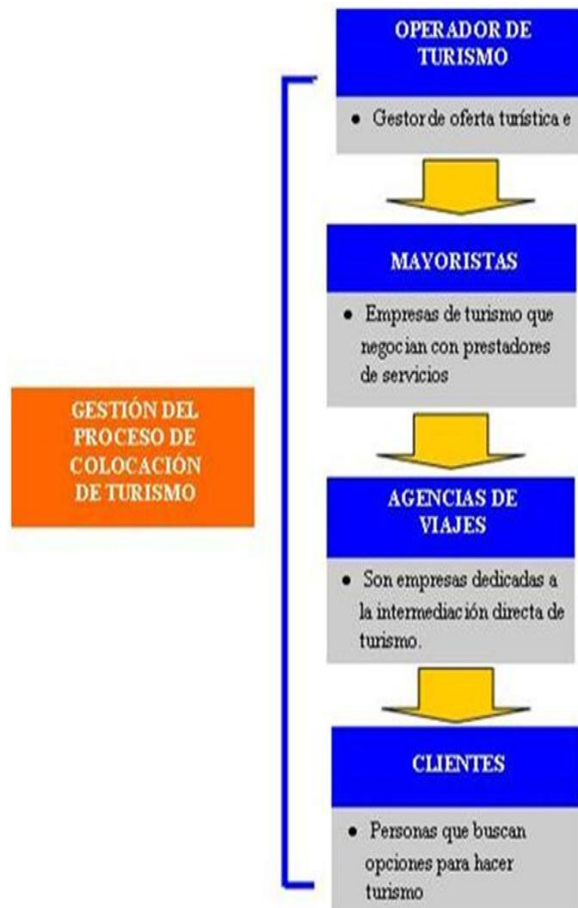 OPERADOR DE
TURISMO
• Gestor de oferta turística e
MAYORISTAS
• Empresas de turismo que
negocian con prestadores
de servicios
GESTIÓN DEL
PROCESO DE
COLOCACIÓN
DE TURISMO
AGENCIAS DE
VIAJES
• Son empresas dedicadas a
la intermediación directa de
turismo.
CLIENTES
• Personas que buscan
opciones para hacer
turismo